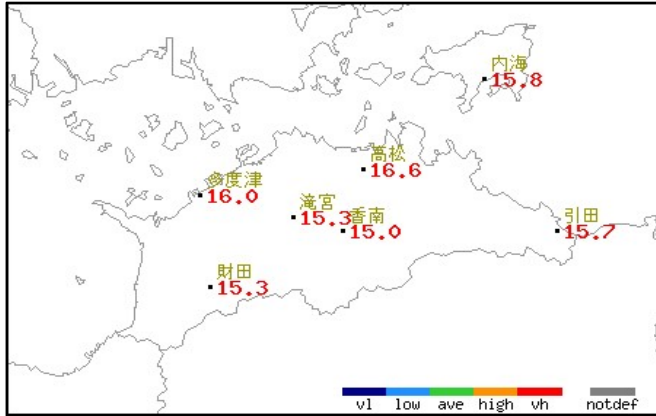 内海
15.8
高松
16.6
多度津
16.0
滝宮
15.3
香南
15.0
引田
15.7
財田
15.3
vl low ave high vh notdef